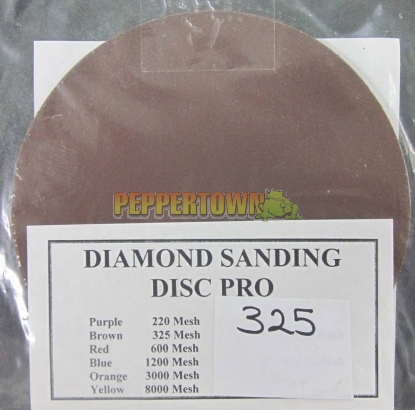 PEPPERTOWN
DIAMOND SANDING
DISC PRO
Purple 220 Mesh
Brown 325 Mesh
Red 600 Mesh
Blue 1200 Mesh
Orange 3000 Mesh
Yellow 8000 Mesh
325